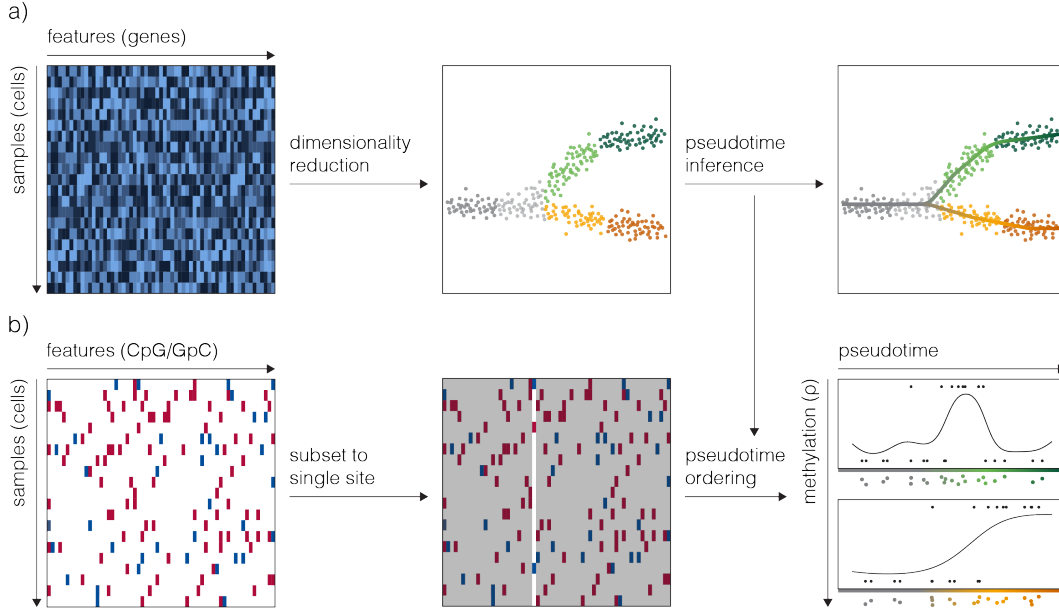 a)
features (genes)
samples (cells)
dimensionality
reduction
pseudotime
inference
b)
features (CpG/GpC)
samples (cells)
subset to
single site
pseudotime
ordering
pseudotime
methylation (ρ)